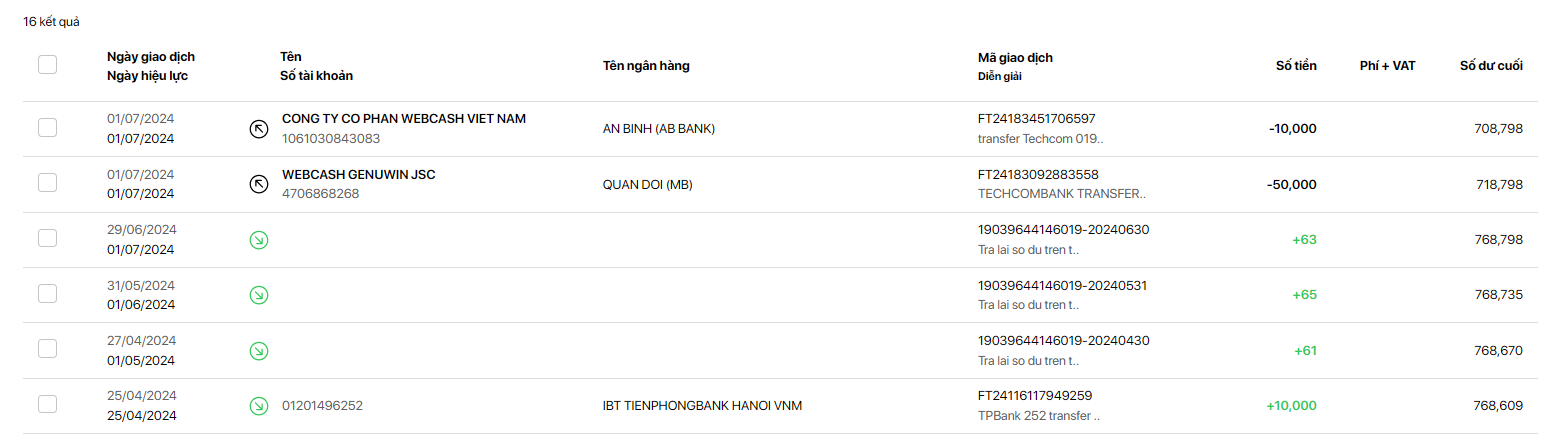 16 kết quả
Ngày giao dịch Tên Mã giao dịch
Tên ngân hàng Số tiền Phí + VAT Số dư cuối
Ngày hiệu lực Số tài khoản Diễn giải
01/07/2024 CONG TY CO PHAN WEBCASH VIET NAM FT24183451706597
AN BINH (AB BANK) -10,000 708,798
01/07/2024 1061030843083 transfer Techcom 019..
01/07/2024 WEBCASH GENUWIN JSC FT24183092883558
QUAN DOI (MB) -50,000 718,798
01/07/2024 4706868268 TECHCOMBANK TRANSFER..
29/06/2024 19039644146019-20240630
+63 768,798
01/07/2024 Tra lai so du tren t..
31/05/2024 19039644146019-20240531
+65 768,735
01/06/2024 Tra lai so du tren t..
27/04/2024 19039644146019-20240430
+61 768,670
01/05/2024 Tra lai so du tren t..
25/04/2024 FT24116117949259
01201496252 IBT TIENPHONGBANK HANOI VNM +10,000 768,609
25/04/2024 TPBank 252 transfer ..